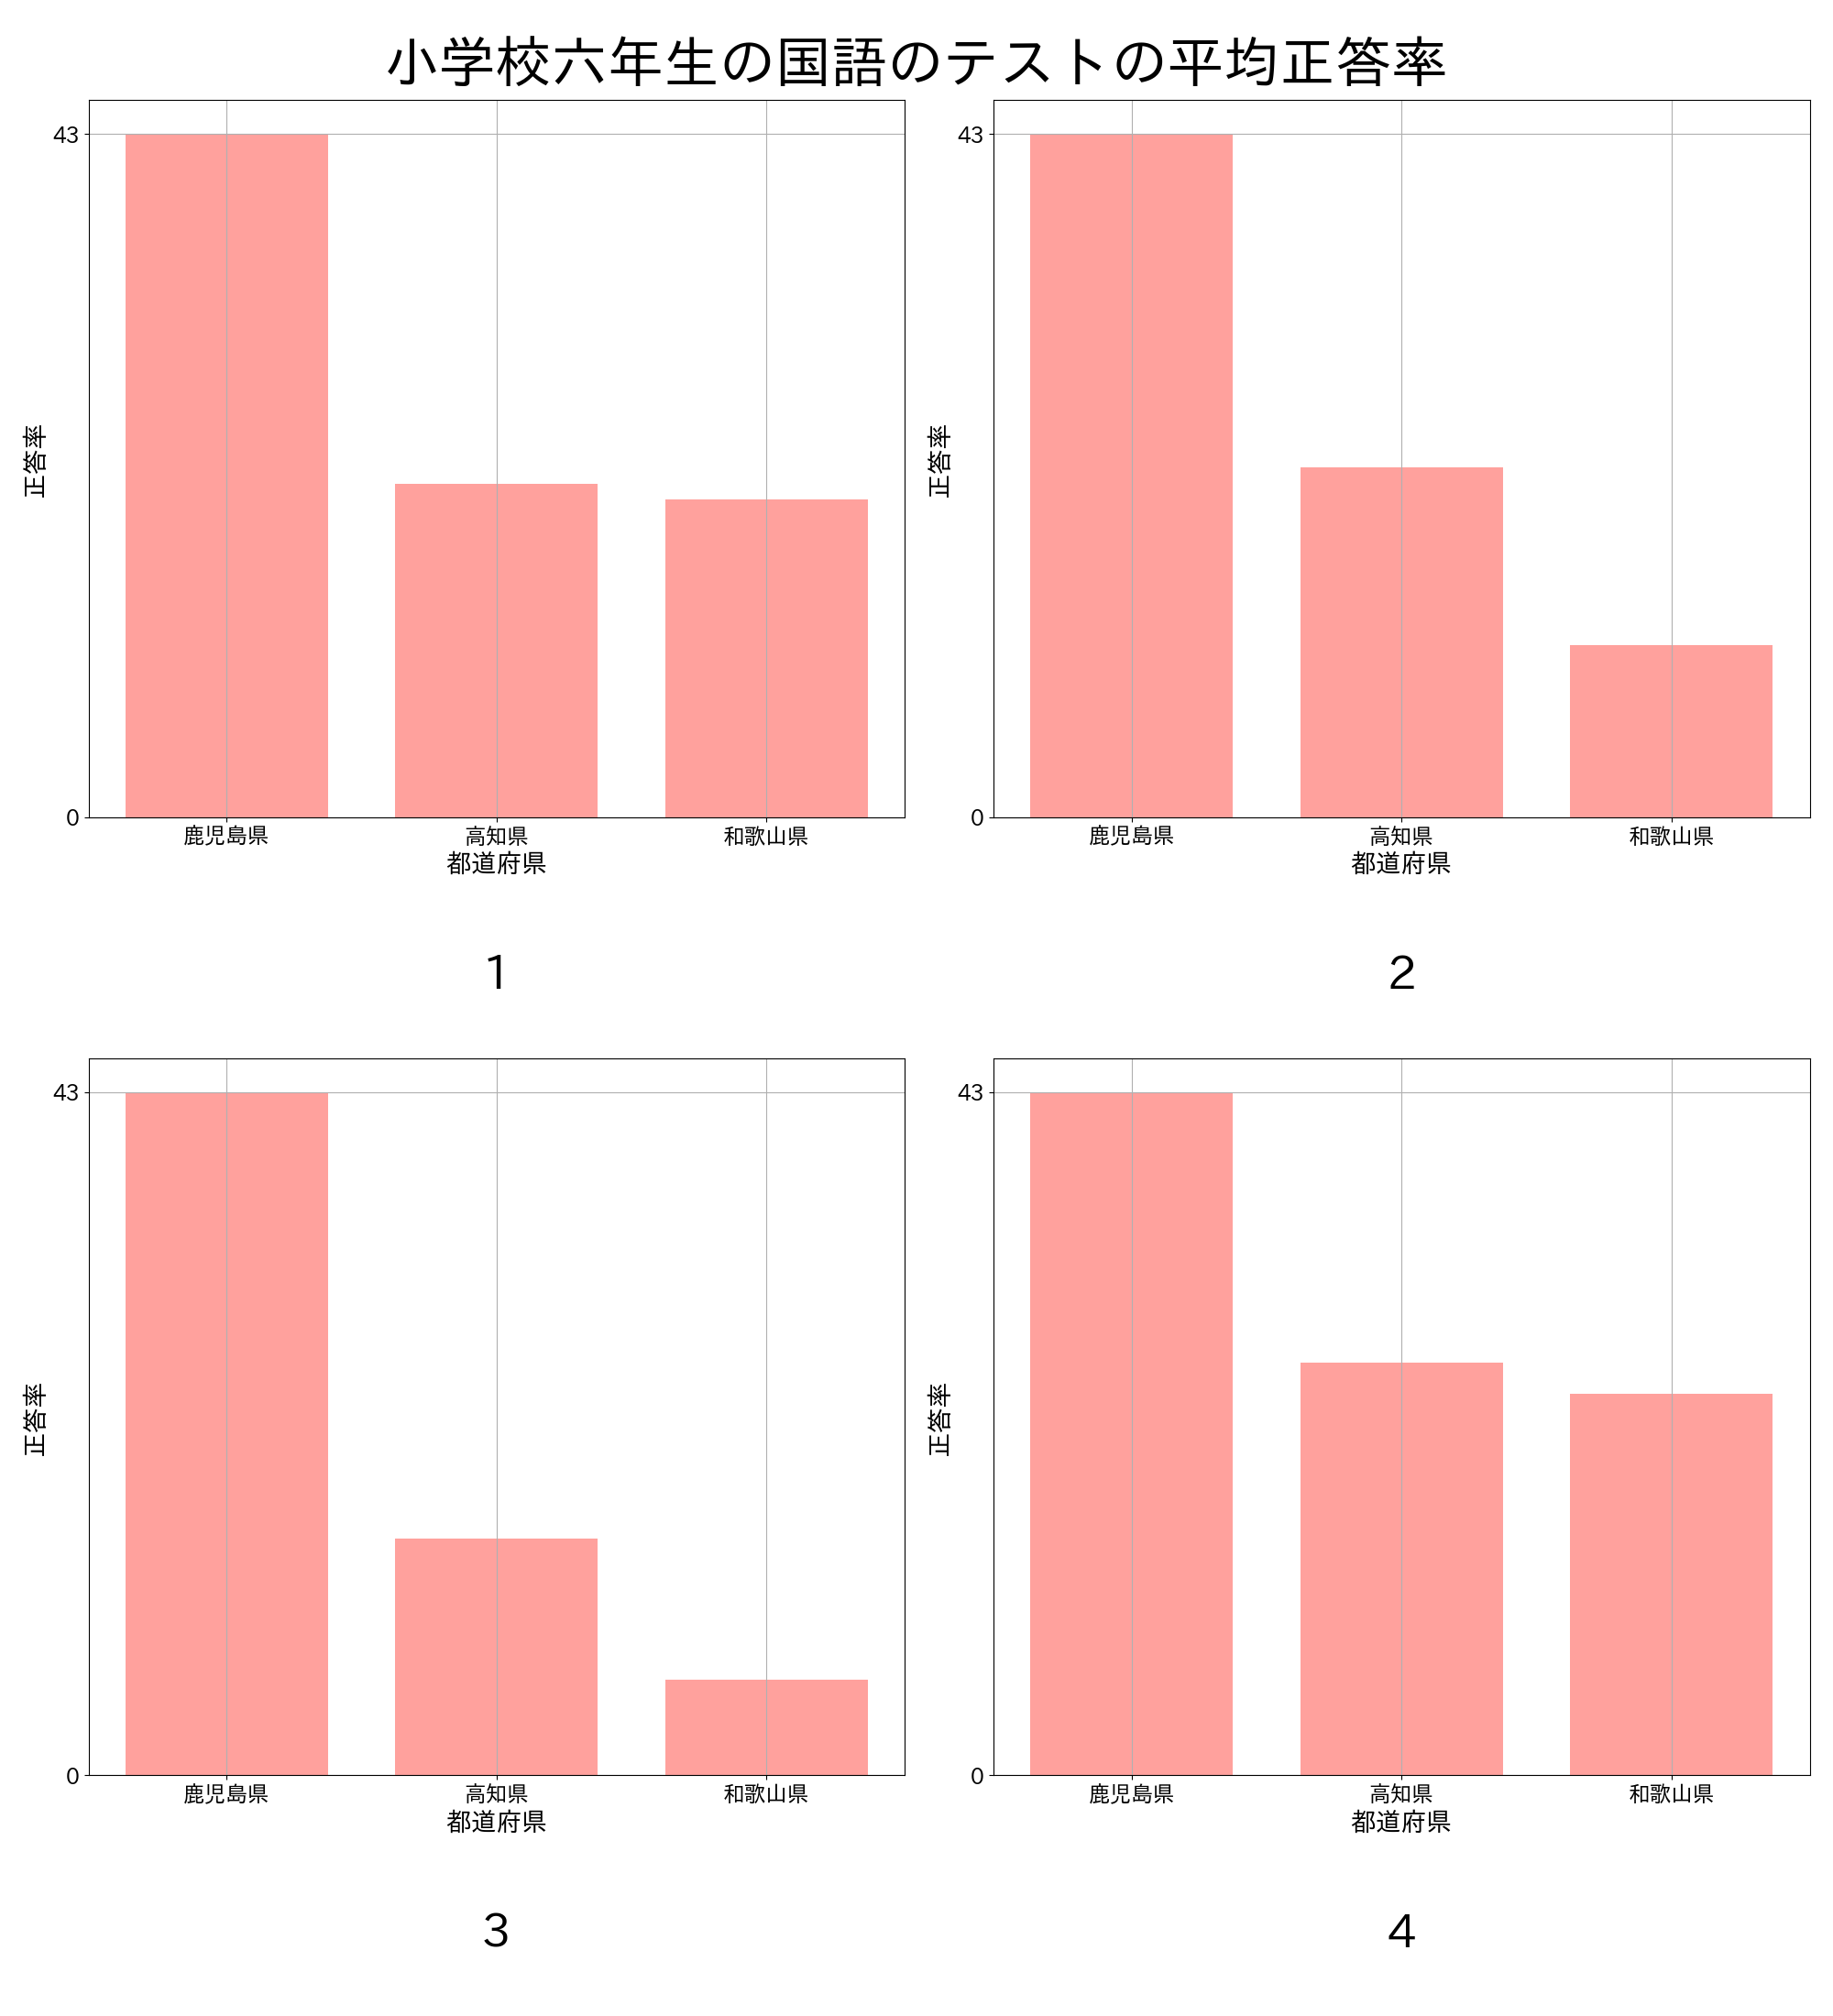 小学校六年生の国語のテストの平均正答率
43
正答率
0
鹿児島県 高知県 和歌山県
都道府県
1
43
正答率
0
鹿児島県 高知県 和歌山県
都道府県
2
43
正答率
0
鹿児島県 高知県 和歌山県
都道府県
3
43
正答率
0
鹿児島県 高知県 和歌山県
都道府県
4